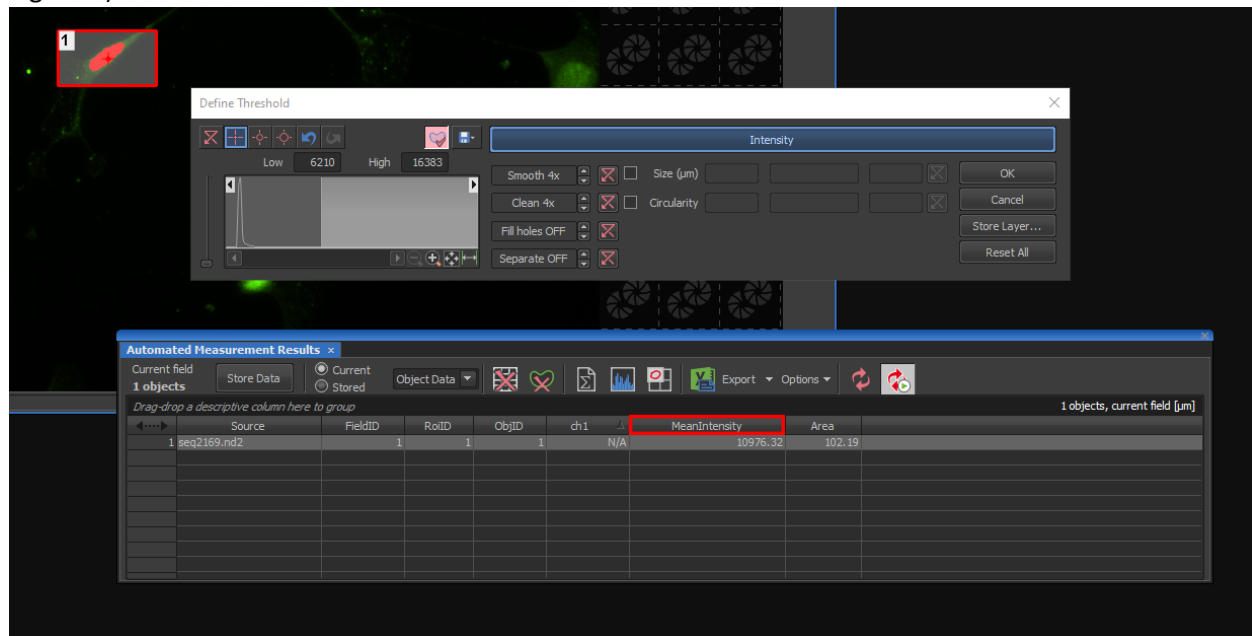 1
Define Threshold
Low 6210 High 16383
Intensity
Smooth 4x Size (µm) OK
Clean 4x Circularity Cancel
Fill holes OFF Store Layer...
Separate OFF Reset All
Automated Measurement Results ×
Current field
1 objects
Store Data
Current
Stored
Object Data
Export
Options
Drag-drop a descriptive column here to group
1 objects, current field [µm]
Source FieldID RoiID ObjID ch1 MeanIntensity Area
1 seq2169.nd2 1 1 1 N/A 10976.32 102.19